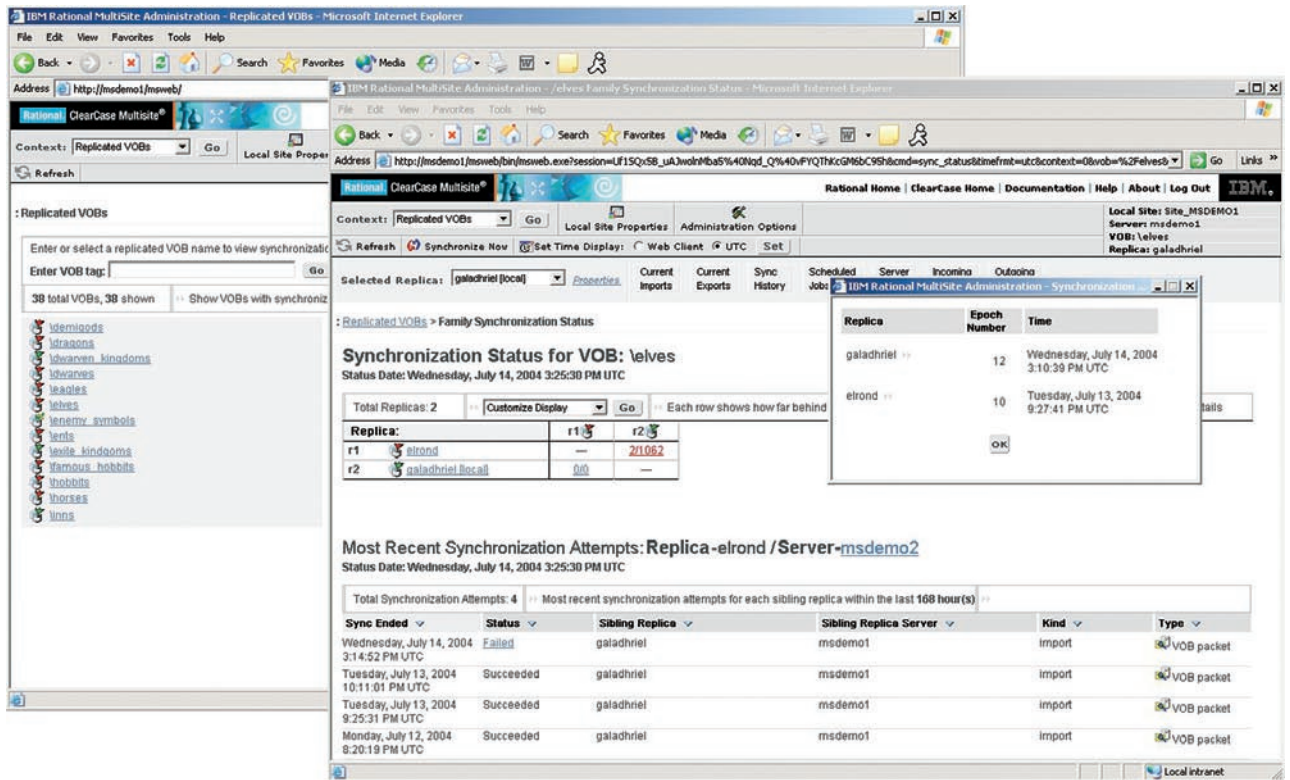 IBM Rational MultiSite Administration - Replicated VOBs - Microsoft Internet Explorer
File Edit View Favorites Tools Help
Back Search Favorites Media
Address http://msdemo1/msweb/
Rational. ClearCase Multisite®
Context: Replicated VOBs Go Local Site Proper
Refresh
: Replicated VOBs
Enter or select a replicated VOB name to view synchronizatio
Enter VOB tag: Go
38 total VOBs, 38 shown Show VOBs with synchroniz
\demigods
\dragons
\dwarven_kingdoms
\dwarves
\eagles
\elves
\enemy_symbols
\ents
\exile_kingdoms
\famous_hobbits
\hobbits
\horses
\inns
IBM Rational MultiSite Administration - /elves Family Synchronization Status - Microsoft Internet Explorer
File Edit View Favorites Tools Help
Back Search Favorites Media
Address
Go Links »
Rational. ClearCase Multisite®
Rational Home | ClearCase Home | Documentation | Help | About | Log Out IBM.
Context: Replicated VOBs Go Local Site Properties Administration Options
Local Site: Site_MSDEMO1
Server: msdemo1
VOB: \elves
Replica: galadhriel
Refresh Synchronize Now Set Time Display: Web Client UTC Set
Selected Replica: galadhriel [local] Properties Current Imports Current Exports Sync History Scheduled Jobs Server Incoming Outgoing
: Replicated VOBs > Family Synchronization Status
Synchronization Status for VOB: \elves
Status Date: Wednesday, July 14, 2004 3:25:30 PM UTC
Total Replicas: 2 Customize Display Go Each row shows how far behind tails
Replica: r1 r2
r1 elrond — 2/1062
r2 galadhriel [local] 0/0 —
IBM Rational MultiSite Administration - Synchronization ...
Replica Epoch Number Time
galadhriel 12 Wednesday, July 14, 2004 3:10:39 PM UTC
elrond 10 Tuesday, July 13, 2004 9:27:41 PM UTC
OK
Most Recent Synchronization Attempts: Replica-elrond / Server-msdemo2
Status Date: Wednesday, July 14, 2004 3:25:30 PM UTC
Total Synchronization Attempts: 4 Most recent synchronization attempts for each sibling replica within the last 168 hour(s)
Sync Ended Status Sibling Replica Sibling Replica Server Kind Type
Wednesday, July 14, 2004 3:14:52 PM UTC Failed galadhriel msdemo1 import VOB packet
Tuesday, July 13, 2004 10:11:01 PM UTC Succeeded galadhriel msdemo1 import VOB packet
Tuesday, July 13, 2004 9:25:31 PM UTC Succeeded galadhriel msdemo1 import VOB packet
Monday, July 12, 2004 8:20:19 PM UTC Succeeded galadhriel msdemo1 import VOB packet
Local intranet